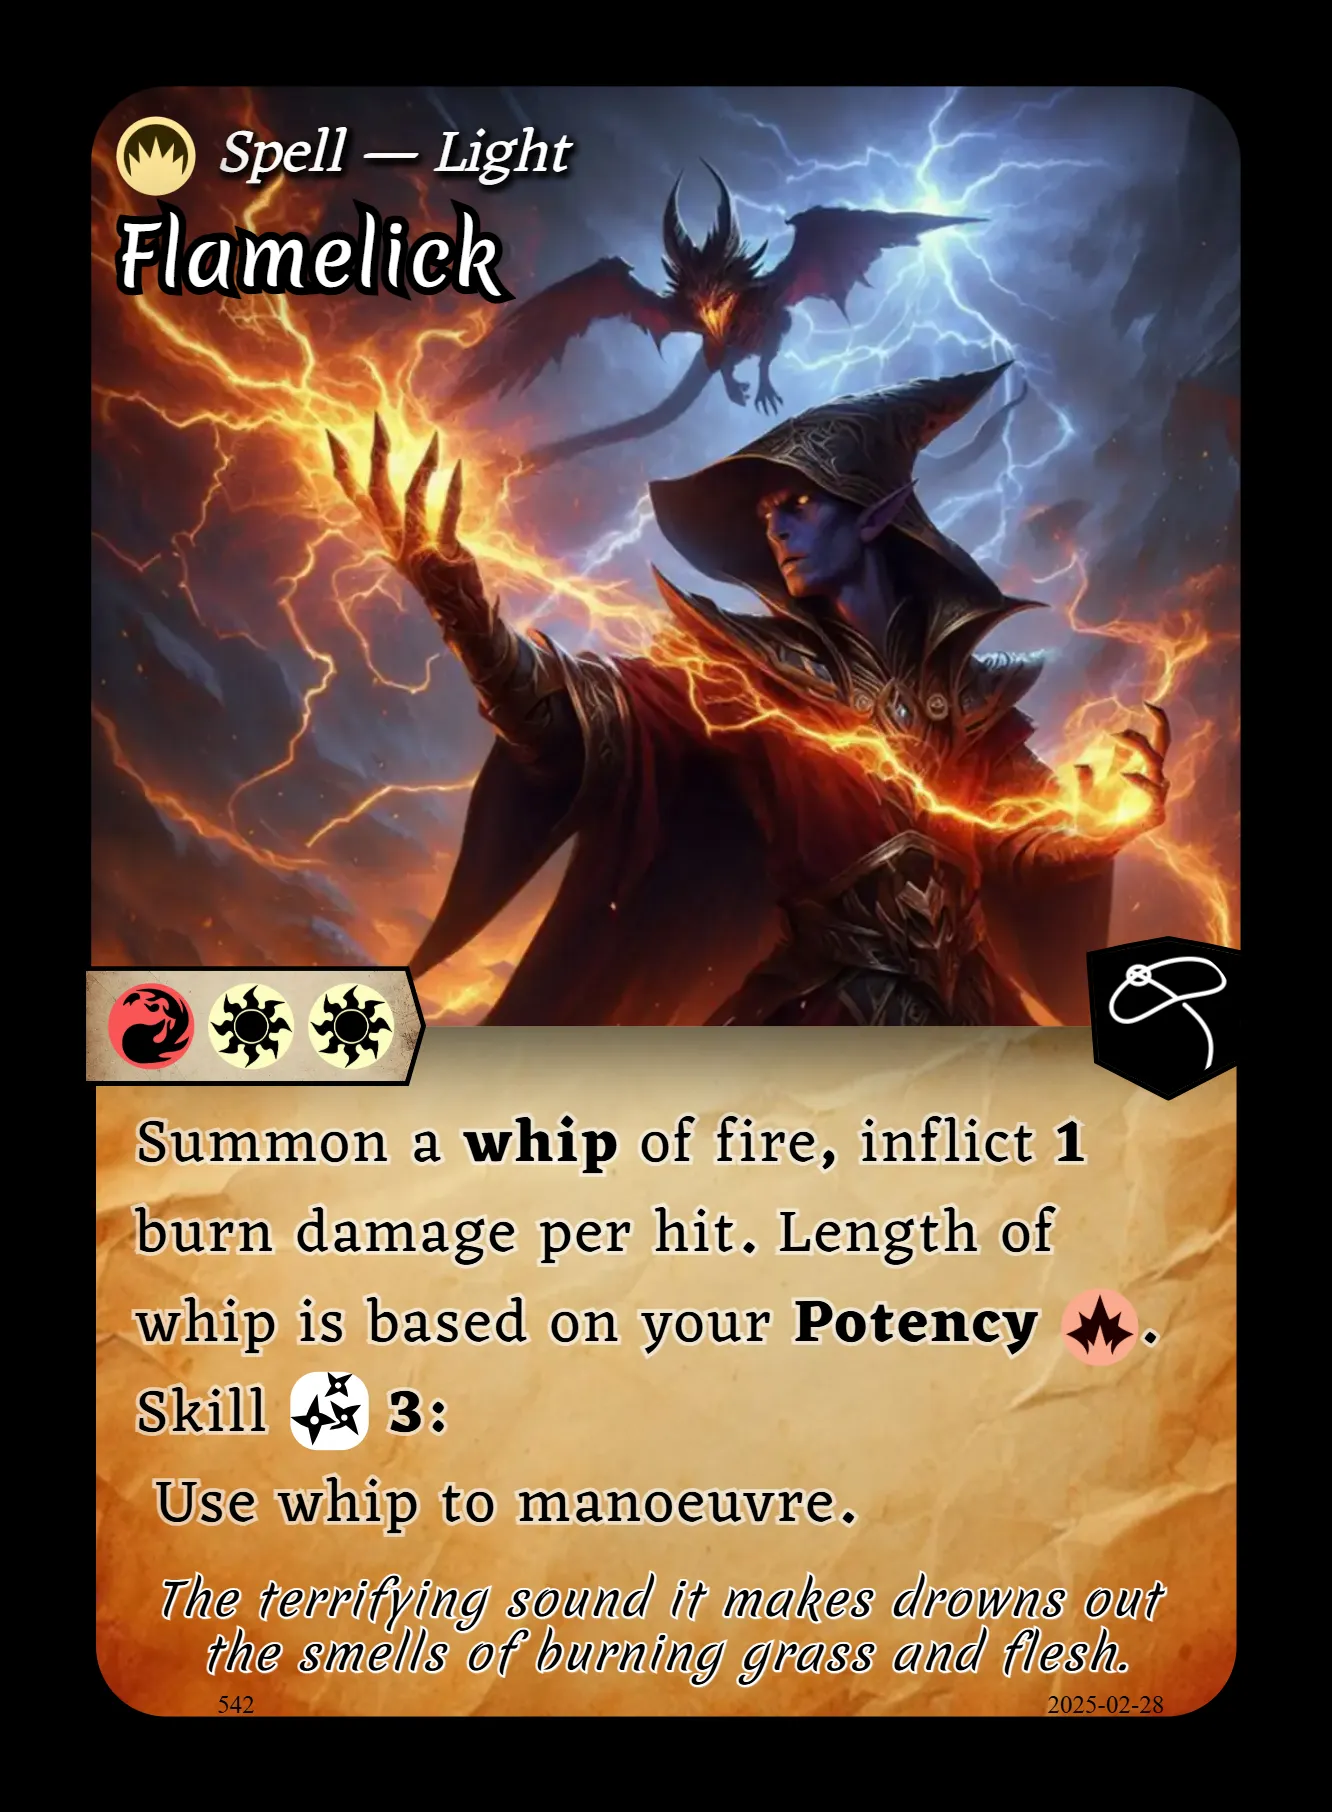 Spell — Light
Flamelick
Summon a whip of fire, inflict 1
burn damage per hit. Length of
whip is based on your Potency .
Skill 3:
Use whip to manoeuvre.
The terrifying sound it makes drowns out
the smells of burning grass and flesh.
542 2025-02-28